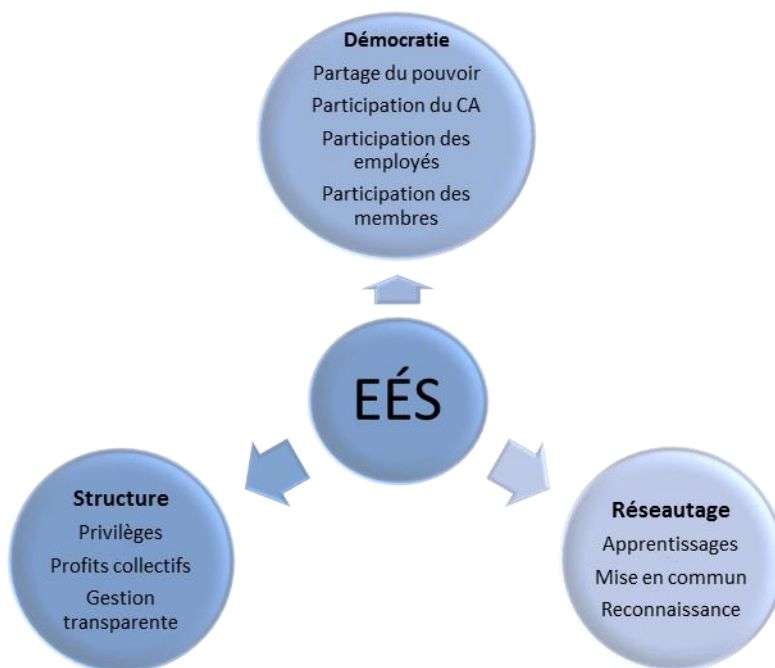 Démocratie
Partage du pouvoir
Participation du CA
Participation des
employés
Participation des
membres
EÉS
Structure
Privilèges
Profits collectifs
Gestion
transparente
Réseautage
Apprentissages
Mise en commun
Reconnaissance